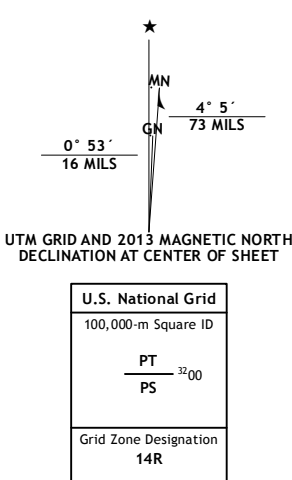 ★
MN
4° 5´
73 MILS
GN
0° 53´
16 MILS
UTM GRID AND 2013 MAGNETIC NORTH
DECLINATION AT CENTER OF SHEET
U.S. National Grid
100,000-m Square ID
PT
³²00
PS
Grid Zone Designation
14R